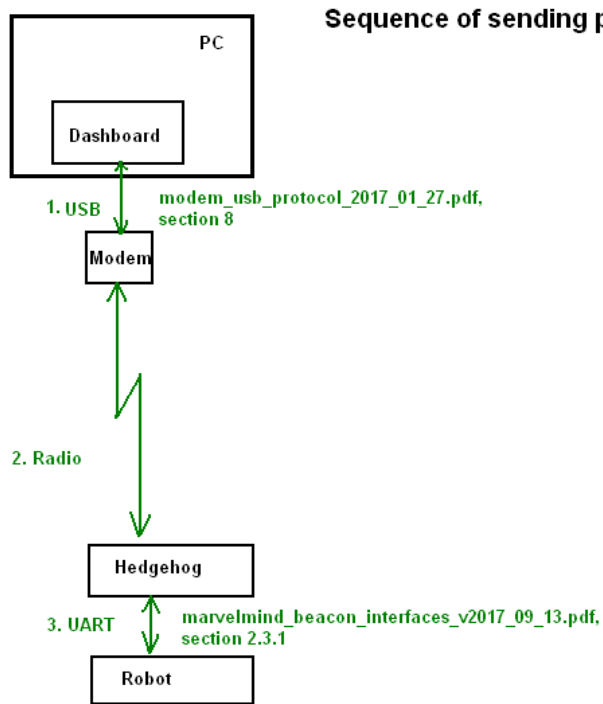 Sequence of sending
PC
Dashboard
1. USB
modem_usb_protocol_2017_01_27.pdf,
section 8
Modem
2. Radio
Hedgehog
3. UART
marvelmind_beacon_interfaces_v2017_09_13.pdf,
section 2.3.1
Robot